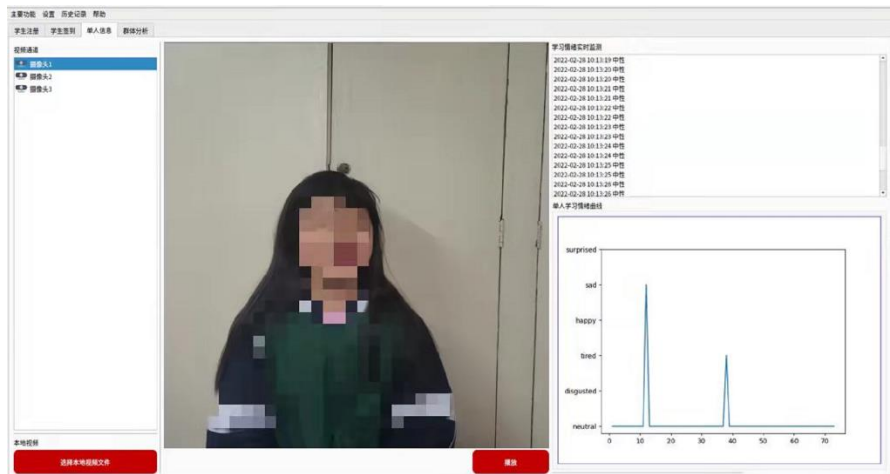 主要功能 设置 历史记录 帮助
学生注册 学生签到 单人信息 群体分析
视频通道
摄像头1
摄像头2
摄像头3
本地视频
选择本地视频文件
播放
学习情绪实时监测
2022-02-28 10:13:19 中性
2022-02-28 10:13:20 中性
2022-02-28 10:13:20 中性
2022-02-28 10:13:21 中性
2022-02-28 10:13:21 中性
2022-02-28 10:13:22 中性
2022-02-28 10:13:22 中性
2022-02-28 10:13:23 中性
2022-02-28 10:13:23 中性
2022-02-28 10:13:24 中性
2022-02-28 10:13:24 中性
2022-02-28 10:13:25 中性
2022-02-28 10:13:25 中性
2022-02-28 10:13:26 中性
2022-02-28 10:13:26 中性
单人学习情绪曲线
surprised
sad
happy
tired
disgusted
neutral
0 10 20 30 40 50 60 70